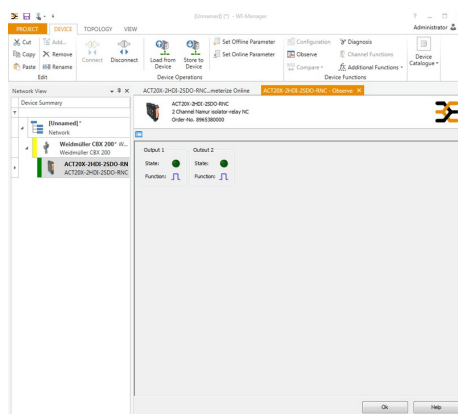 [Unnamed] (*) - WI-Manager
PROJECT DEVICE TOPOLOGY VIEW Administrator
Cut Add...
Copy Remove
Paste Rename
Edit
Connect Disconnect
Load from Device
Store to Device
Set Offline Parameter
Set Online Parameter
Device Operations
Configuration Diagnosis
Observe Channel Functions
Compare Additional Functions
Device Functions
Device Catalogue
Network View
ACT20X-2HDI-2SDO-RNC...meterize Online ACT20X-2HDI-2SDO-RNC - Observe
Device Summary
[Unnamed]*
Network
Weidmüller CBX 200* W...
Weidmüller CBX 200
ACT20X-2HDI-2SDO-RN
ACT20X-2HDI-2SDO-RNC
ACT20X-2HDI-2SDO-RNC
2 Channel Namur isolator-relay NC
Order-No. 8965380000
Output 1 Output 2
State: State:
Function: Function:
Ok Help